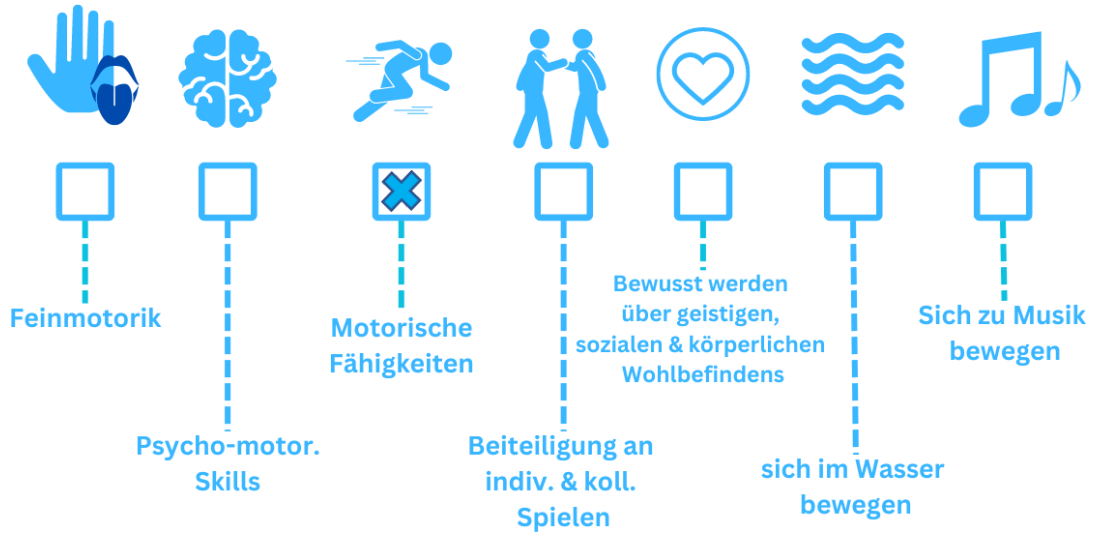 Feinmotorik
Psycho-motor.
Skills
Motorische
Fähigkeiten
Beiteiligung an
indiv. & koll.
Spielen
Bewusst werden
über geistigen,
sozialen & körperlichen
Wohlbefindens
sich im Wasser
bewegen
Sich zu Musik
bewegen